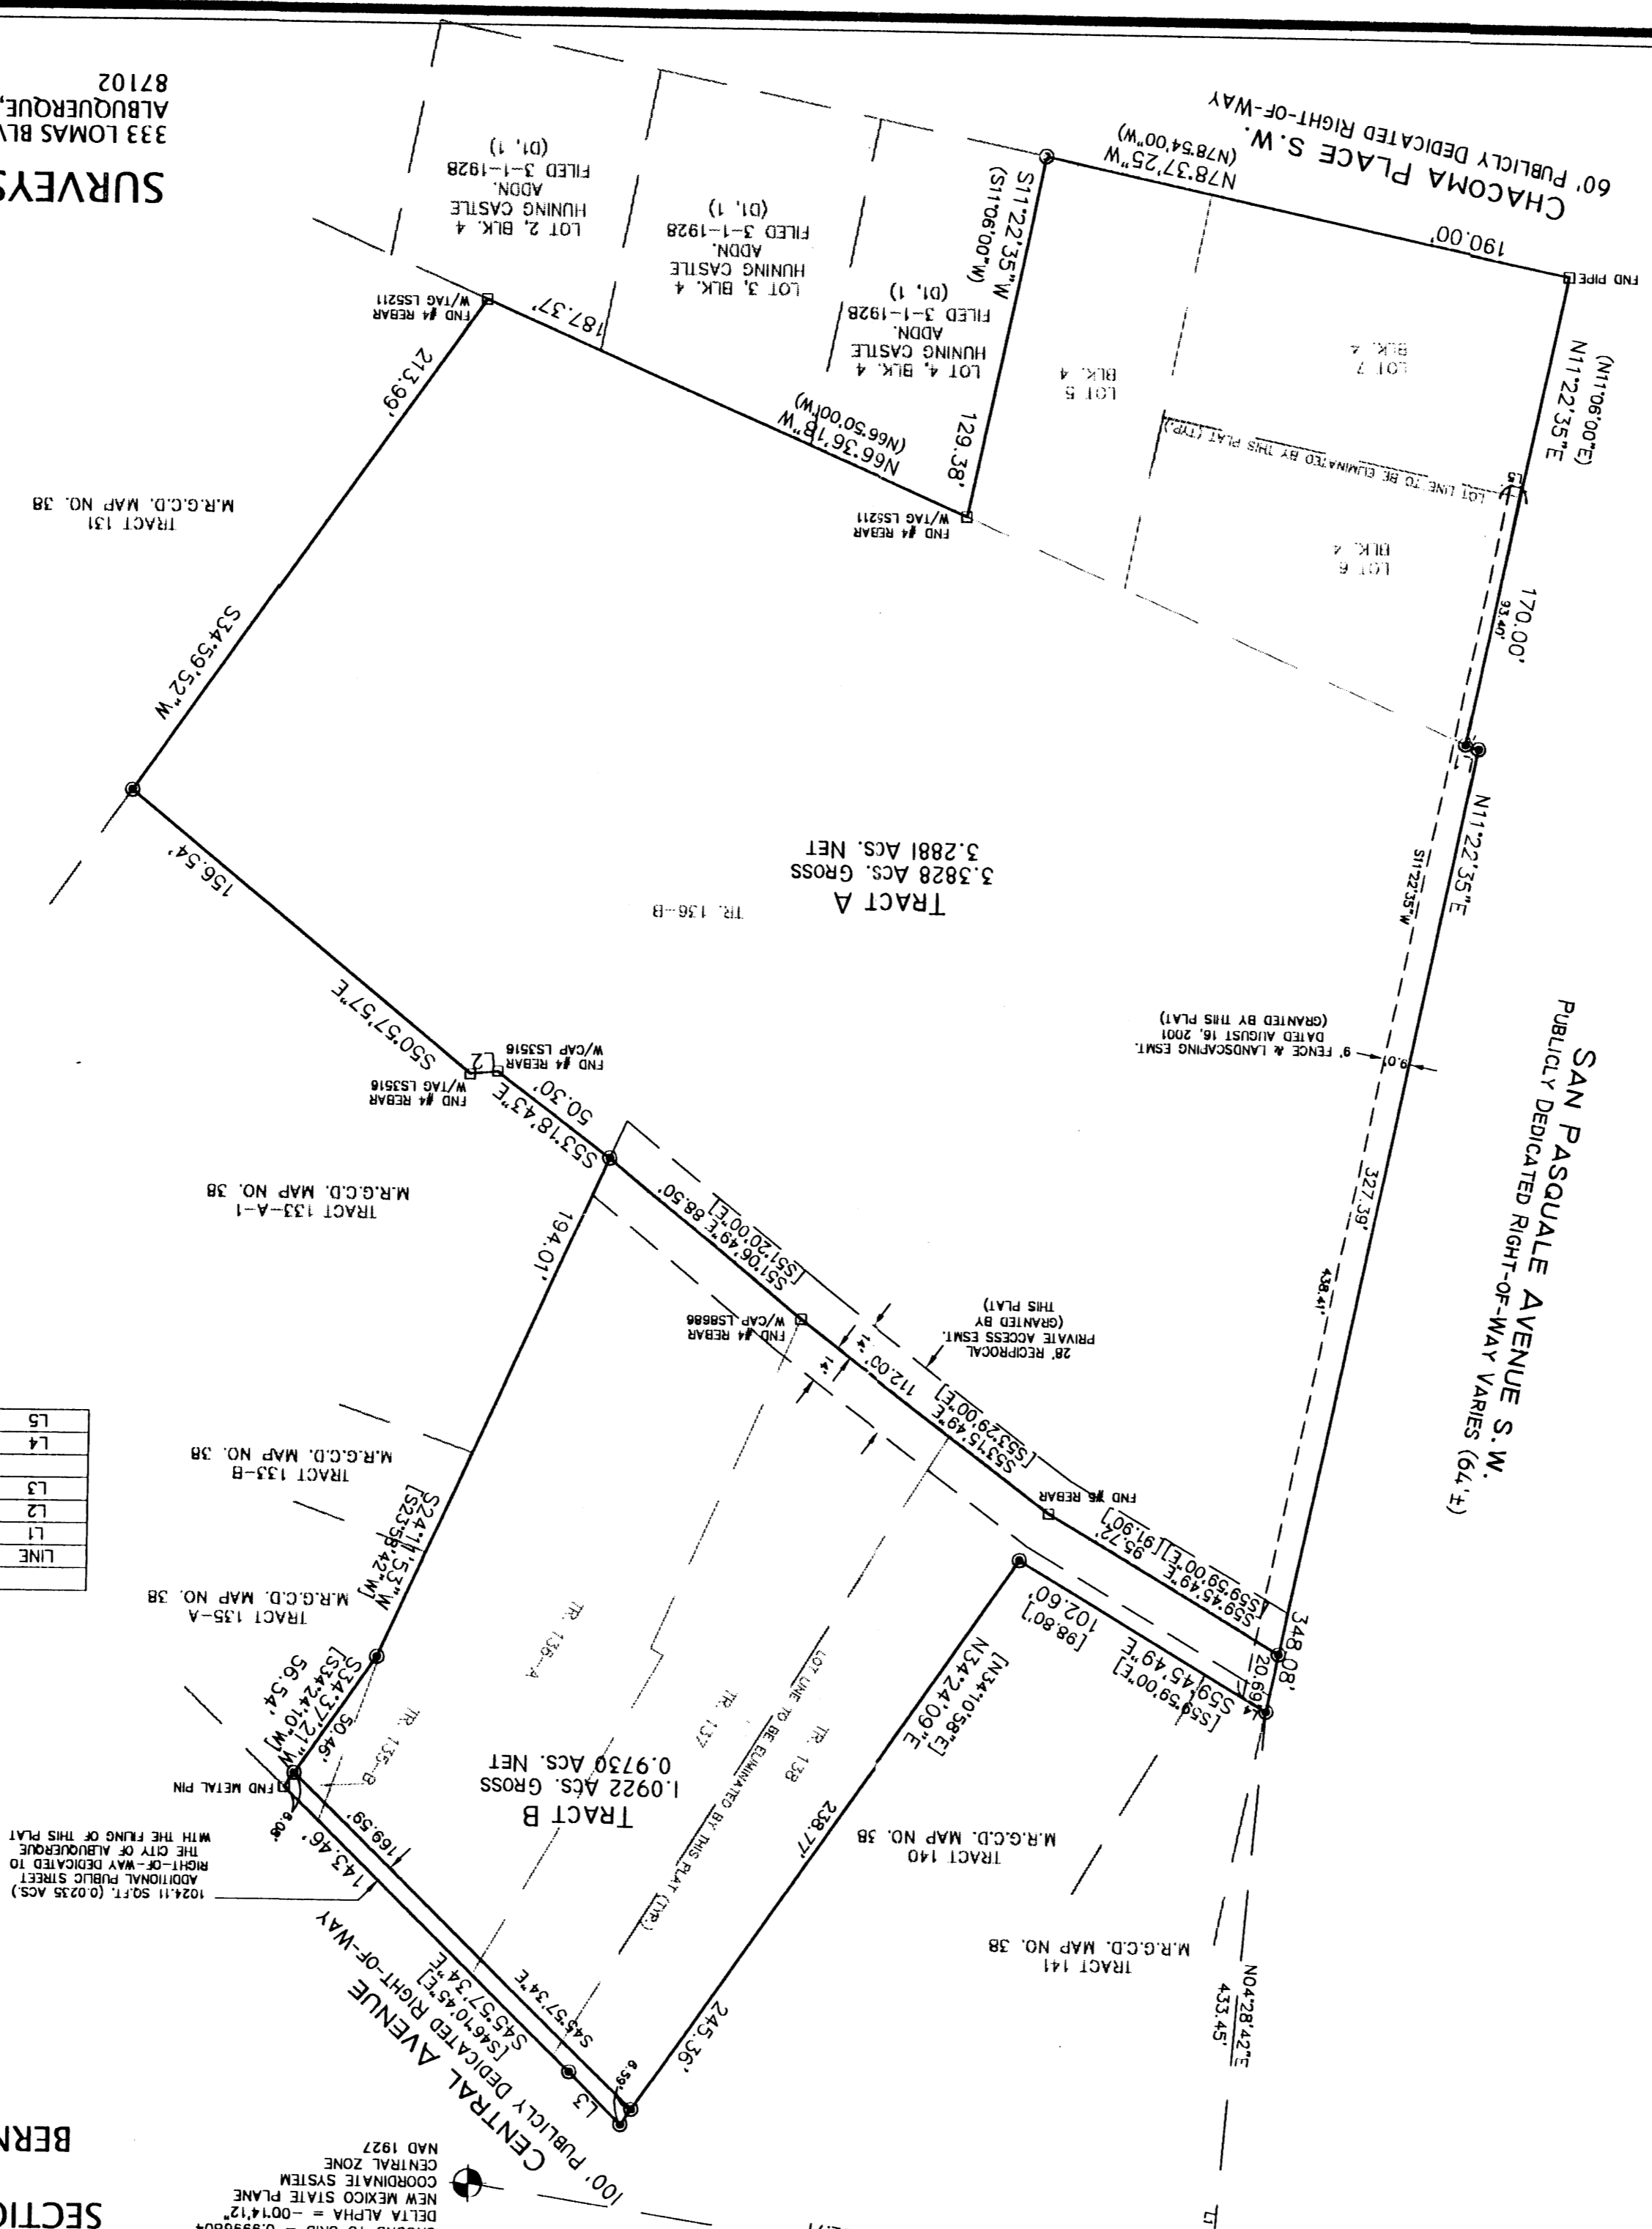 SECTIO
BERN
DELTA ALPHA = -00°14'12"
NEW MEXICO STATE PLANE
COORDINATE SYSTEM
CENTRAL ZONE
NAD 1927
100' PUBLICLY DEDICATED RIGHT-OF-WAY
CENTRAL AVENUE
L3
6.59'
S45°57'34"E
[S46°10'45"E]
S45°57'34"E
143.46'
169.59'
6.08'
1024.11 SQ.FT. (0.0235 ACS.)
ADDITIONAL PUBLIC STREET
RIGHT-OF-WAY DEDICATED TO
THE CITY OF ALBUQUERQUE
WITH THE FILING OF THIS PLAT
FND METAL PIN
N04°28'42"E
433.45'
TRACT 141
M.R.G.C.D. MAP NO. 38
TRACT 140
M.R.G.C.D. MAP NO. 38
245.36'
238.77'
N34°24'09"E
[N34°10'58"E]
TRACT B
1.0922 ACS. GROSS
0.9730 ACS. NET
LOT LINE TO BE ELIMINATED BY THIS PLAT (TYP.)
TR. 138
TR. 137
TR. 136-A
TR. 135-B
S34°37'21"W
[S34°24'10"W]
56.54'
50.46'
TRACT 135-A
M.R.G.C.D. MAP NO. 38
S24°11'53"W
[S23°58'42"W]
TRACT 133-B
M.R.G.C.D. MAP NO. 38
194.01'
TRACT 133-A-1
M.R.G.C.D. MAP NO. 38
LINE
L1
L2
L3
L4
L5
[S59°59'00"E]
S59°45'49"E
102.60'
[98.80']
L4
20.69'
348.08'
S59°45'49"E
95.72'
[S59°59'00"E][91.90']
FND #5 REBAR
S53°15'49"E
112.00'
[S53°29'00"E]
14'
14'
28' RECIPROCAL
PRIVATE ACCESS ESMT.
(GRANTED BY
THIS PLAT)
FND #4 REBAR
W/CAP LS8686
S51°06'49"E 88.50'
[S51°20'00"E]
S53°18'43"E
50.30'
FND #4 REBAR
W/CAP LS3516
L2
FND #4 REBAR
W/TAG LS3516
S50°57'57"E
156.54'
SAN PASQUALE AVENUE S.W.
PUBLICLY DEDICATED RIGHT-OF-WAY VARIES (64'±)
438.41'
327.39'
9.0'
9' FENCE & LANDSCAPING ESMT.
DATED AUGUST 16, 2001
(GRANTED BY THIS PLAT)
S11°22'35"W
N11°22'35"E
L1
TRACT A
3.3828 ACS. GROSS
3.2881 ACS. NET
TR. 136-B
S34°59'52"W
213.99'
TRACT 131
M.R.G.C.D. MAP NO. 38
170.00'
93.40'
LOT 6
BLK. 4
LOT LINE TO BE ELIMINATED BY THIS PLAT (TYP.)
L5
LOT 7
BLK. 4
LOT 5
BLK. 4
N11°22'35"E
(N11°06'00"E)
FND PIPE
FND #4 REBAR
W/TAG LS5211
129.38'
S11°22'35"W
(S11°06'00"W)
N66°36'18"W
(N66°50'00"W)
187.37'
FND #4 REBAR
W/TAG LS5211
LOT 4, BLK. 4
HUNING CASTLE
ADDN.
FILED 3-1-1928
(D1, 1)
LOT 3, BLK. 4
HUNING CASTLE
ADDN.
FILED 3-1-1928
(D1, 1)
LOT 2, BLK. 4
HUNING CASTLE
ADDN.
FILED 3-1-1928
(D1, 1)
190.00'
N78°37'25"W
(N78°54'00"W)
CHACOMA PLACE S.W.
60' PUBLICLY DEDICATED RIGHT-OF-WAY
SURVEYS
333 LOMAS BLV
ALBUQUERQUE,
87102